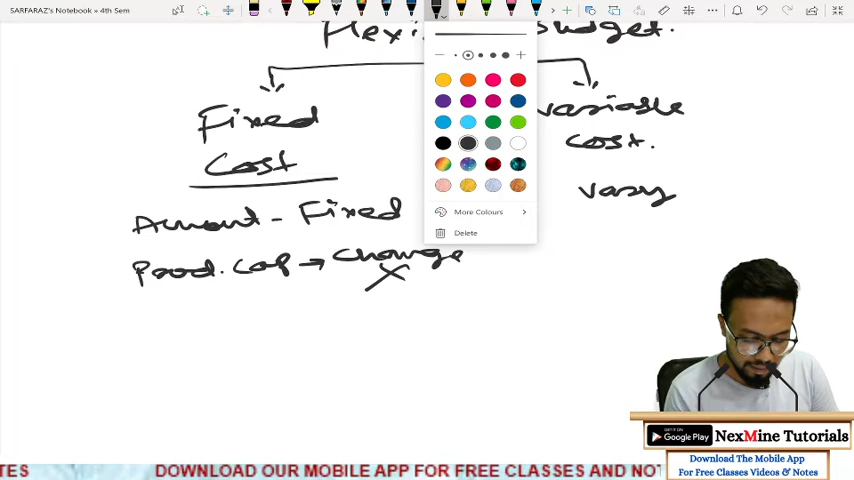 SARFARAZ's Notebook » 4th Sem
Flexi udget.
Fixed
Cost
variable
cost.
Amount - Fixed
vary
Prod. Cap → change
More Colours
Delete
GET IT ON
Google Play
NexMine Tutorials
Download The Mobile App
For Free Classes Videos & Notes
TES DOWNLOAD OUR MOBILE APP FOR FREE CLASSES AND NOT